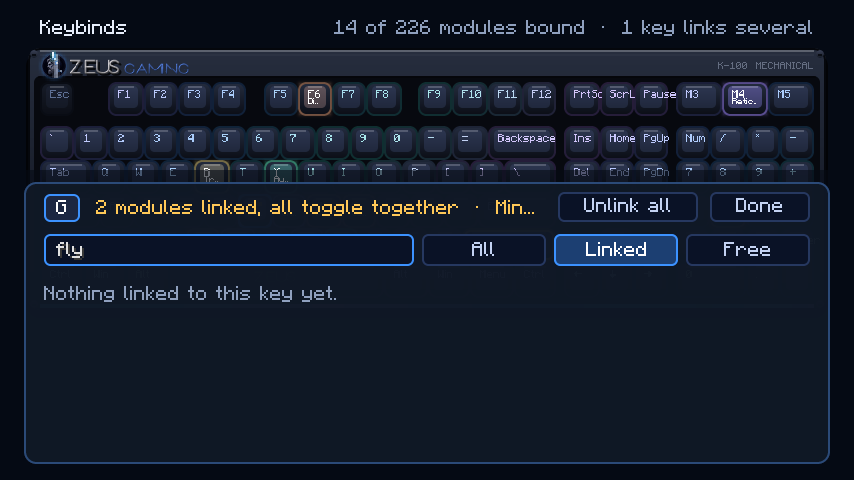 Keybinds 14 of 226 modules bound · 1 key links several
ZEUS GAMING K-100 MECHANICAL
Esc F1 F2 F3 F4 F5 F6 F7 F8 F9 F10 F11 F12 PrtSc ScrL Pause M3 M4 M5
` 1 2 3 4 5 6 7 8 9 0 - = Backspace Ins Home PgUp Num / * -
Tab Q W E T Y U I O P [ ] \ Del End PgDn 7 8 9 +
G 2 modules linked, all toggle together · Min... Unlink all Done
fly All Linked Free
Nothing linked to this key yet.